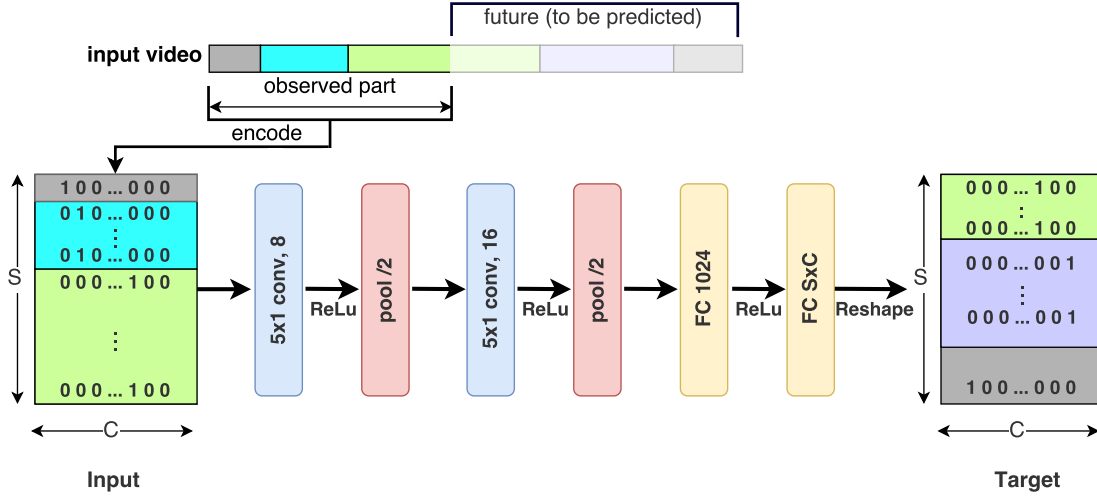 future (to be predicted)
input video
observed part
encode
S
1 0 0 ... 0 0 0
0 1 0 ... 0 0 0
⋮
0 1 0 ... 0 0 0
0 0 0 ... 1 0 0
⋮
0 0 0 ... 1 0 0
C
Input
5x1 conv, 8
ReLu
pool /2
5x1 conv, 16
ReLu
pool /2
FC 1024
ReLu
FC SxC
Reshape
S
0 0 0 ... 1 0 0
⋮
0 0 0 ... 1 0 0
0 0 0 ... 0 0 1
⋮
0 0 0 ... 0 0 1
1 0 0 ... 0 0 0
C
Target